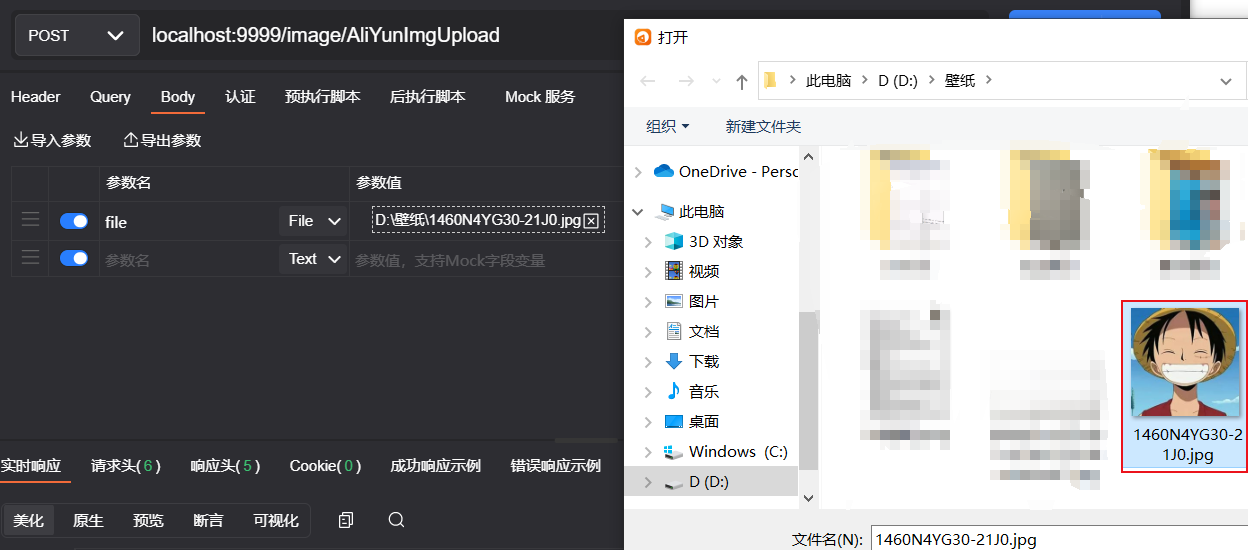 POST
localhost:9999/image/AliYunImgUpload
Header
Query
Body
认证
预执行脚本
后执行脚本
Mock 服务
导入参数
导出参数
参数名
参数值
file
File
D:\壁纸\1460N4YG30-21J0.jpg
参数名
Text
参数值，支持Mock字段变量
实时响应
请求头(6)
响应头(5)
Cookie(0)
成功响应示例
错误响应示例
美化
原生
预览
断言
可视化
打开
此电脑
D (D:)
壁纸
组织
新建文件夹
OneDrive - Perso
此电脑
3D 对象
视频
图片
文档
下载
音乐
桌面
Windows (C:)
D (D:)
1460N4YG30-2
1J0.jpg
文件名(N):
1460N4YG30-21J0.jpg